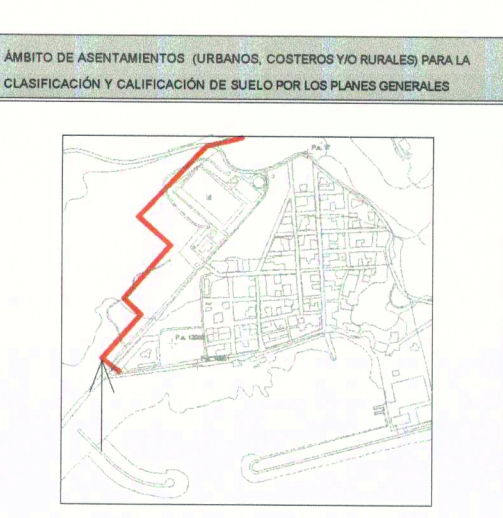 ÁMBITO DE ASENTAMIENTOS (URBANOS, COSTEROS Y/O RURALES) PARA LA
CLASIFICACIÓN Y CALIFICACIÓN DE SUELO POR LOS PLANES GENERALES